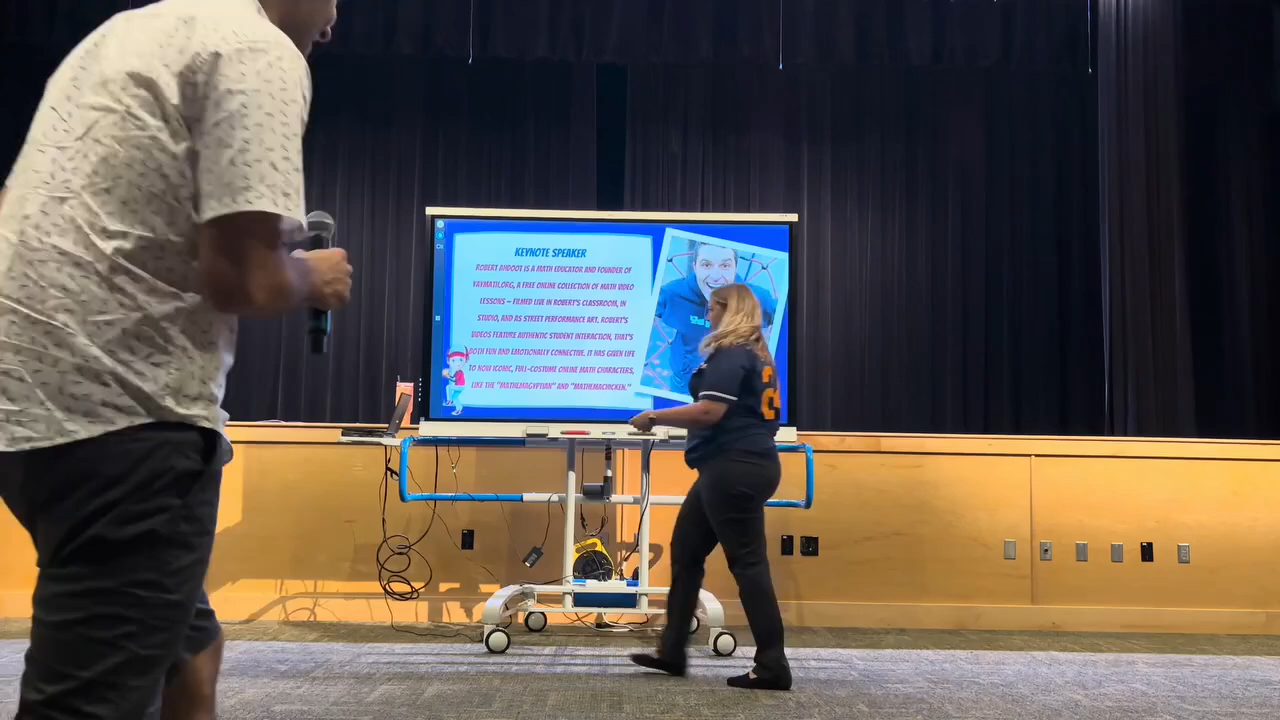 KEYNOTE SPEAKER
ROBERT AHDOOT IS A MATH EDUCATOR AND FOUNDER OF
YAYMATH.ORG, A FREE ONLINE COLLECTION OF MATH VIDEO
LESSONS – FILMED LIVE IN ROBERT'S CLASSROOM, IN
STUDIO, AND AS STREET PERFORMANCE ART. ROBERT'S
VIDEOS FEATURE AUTHENTIC STUDENT INTERACTION, THAT'S
BOTH FUN AND EMOTIONALLY CONNECTIVE. IT HAS GIVEN LIFE
TO NOW ICONIC, FULL-COSTUME ONLINE MATH CHARACTERS,
LIKE THE "MATHEMAGYPTIAN" AND "MATHEMACHICKEN."